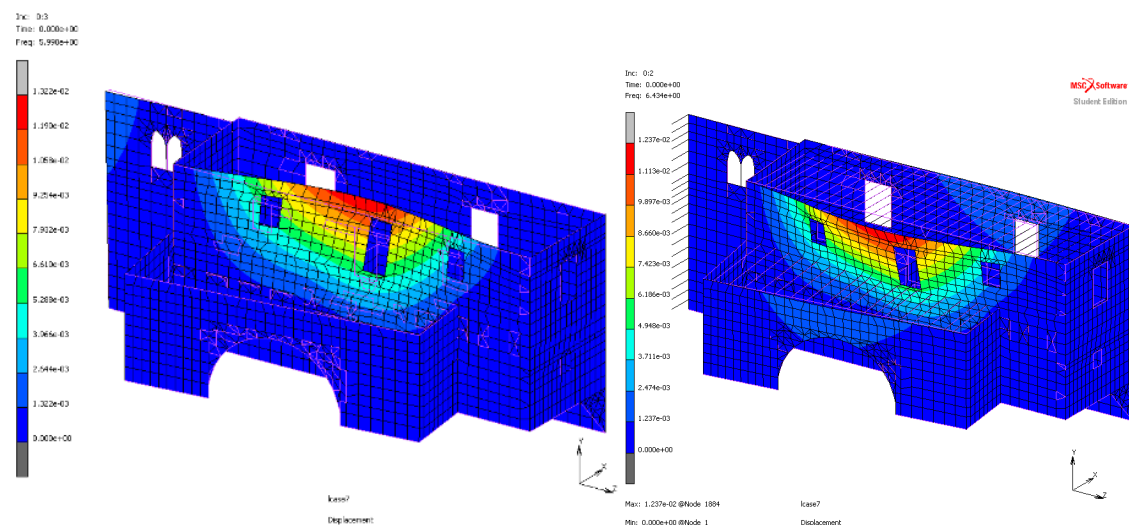 Inc: 0:3
Time: 0.000e+00
Freq: 5.998e+00
1.322e-02
1.190e-02
1.058e-02
9.254e-03
7.932e-03
6.610e-03
5.288e-03
3.966e-03
2.644e-03
1.322e-03
0.000e+00
Y
X
Z
lcase7
Displacement
Inc: 0:2
Time: 0.000e+00
Freq: 6.434e+00
MSC Software
Student Edition
1.237e-02
1.113e-02
9.897e-03
8.660e-03
7.423e-03
6.186e-03
4.948e-03
3.711e-03
2.474e-03
1.237e-03
0.000e+00
Y
X
Z
Max: 1.237e-02 @Node 1884
lcase7
Min: 0.000e+00 @Node 1
Displacement